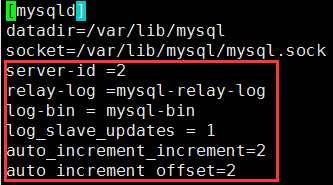 [mysqld]
datadir=/var/lib/mysql
socket=/var/lib/mysql/mysql.sock
server-id =2
relay-log =mysql-relay-log
log-bin = mysql-bin
log_slave_updates = 1
auto_increment_increment=2
auto_increment_offset=2